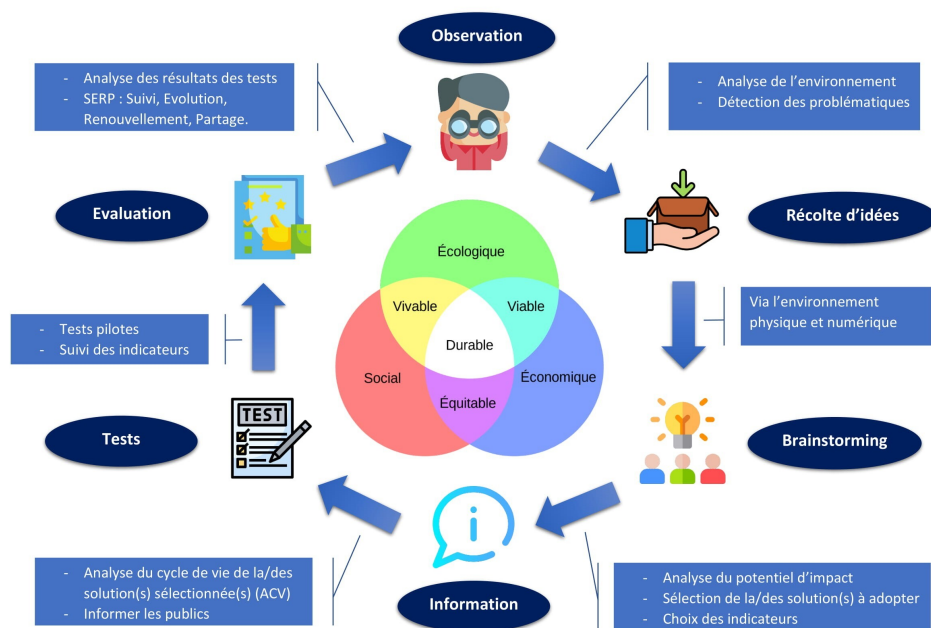 Observation
- Analyse des résultats des tests
- SERP : Suivi, Evolution,
Renouvellement, Partage.
- Analyse de l’environnement
- Détection des problématiques
Evaluation
Récolte d’idées
Écologique
Vivable
Viable
Durable
Social
Économique
Équitable
- Tests pilotes
- Suivi des indicateurs
Via l’environnement
physique et numérique
TEST
Tests
Brainstorming
i
- Analyse du cycle de vie de la/des
solution(s) sélectionnée(s) (ACV)
- Informer les publics
Information
- Analyse du potentiel d’impact
- Sélection de la/des solution(s) à adopter
- Choix des indicateurs